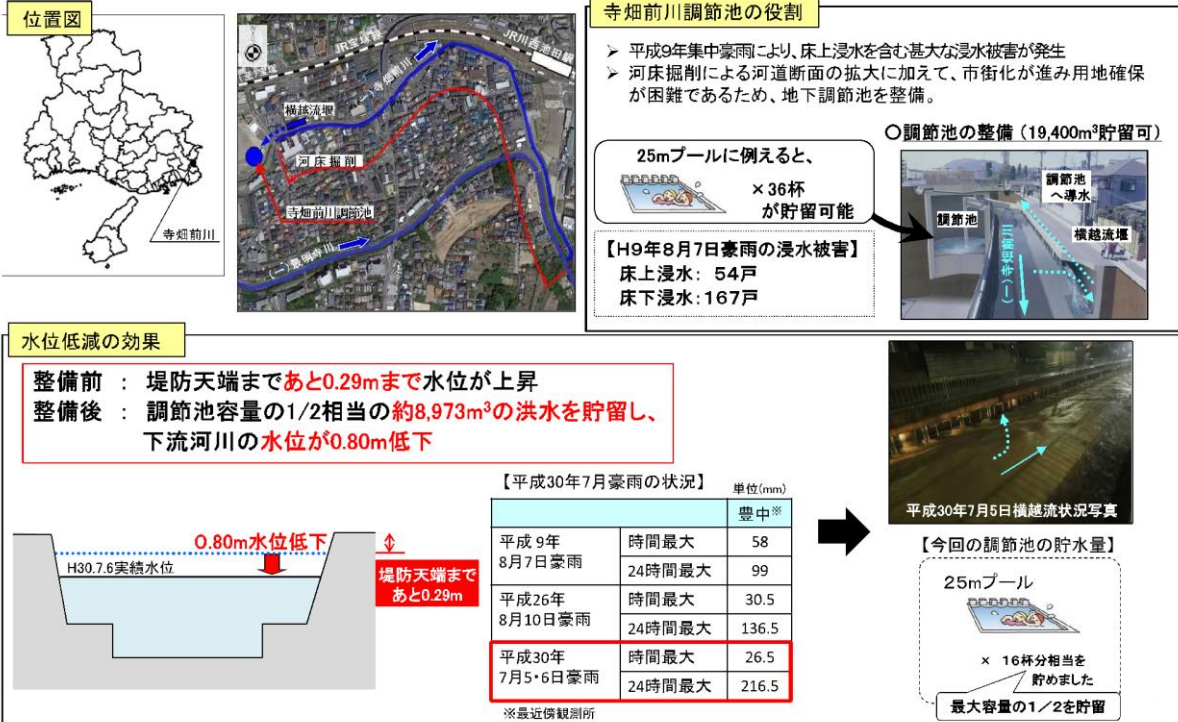 位置図
JR宝塚線
JR川西池田駅
(一)寺畑前川
横越流堰
河床掘削
寺畑前川調節池
(一)最明寺川
寺畑前川
寺畑前川調節池の役割
➢ 平成9年集中豪雨により、床上浸水を含む甚大な浸水被害が発生
➢ 河床掘削による河道断面の拡大に加えて、市街化が進み用地確保
が困難であるため、地下調節池を整備。
○調節池の整備(19,400m³貯留可)
25mプールに例えると、
×36杯
が貯留可能
【H9年8月7日豪雨の浸水被害】
床上浸水: 54戸
床下浸水:167戸
調節池
調節池
へ導水
横越流堰
(一)寺畑前川
水位低減の効果
整備前 : 堤防天端まであと0.29mまで水位が上昇
整備後 : 調節池容量の1/2相当の約8,973m³の洪水を貯留し、
下流河川の水位が0.80m低下
0.80m水位低下
H30.7.6実績水位
堤防天端まで
あと0.29m
【平成30年7月豪雨の状況】 単位(mm)
豊中※
平成 9年
8月7日豪雨
時間最大 58
24時間最大 99
平成26年
8月10日豪雨
時間最大 30.5
24時間最大 136.5
平成30年
7月5・6日豪雨
時間最大 26.5
24時間最大 216.5
※最近傍観測所
平成30年7月5日横越流状況写真
【今回の調節池の貯水量】
25mプール
× 16杯分相当を
貯めました
最大容量の1/2を貯留